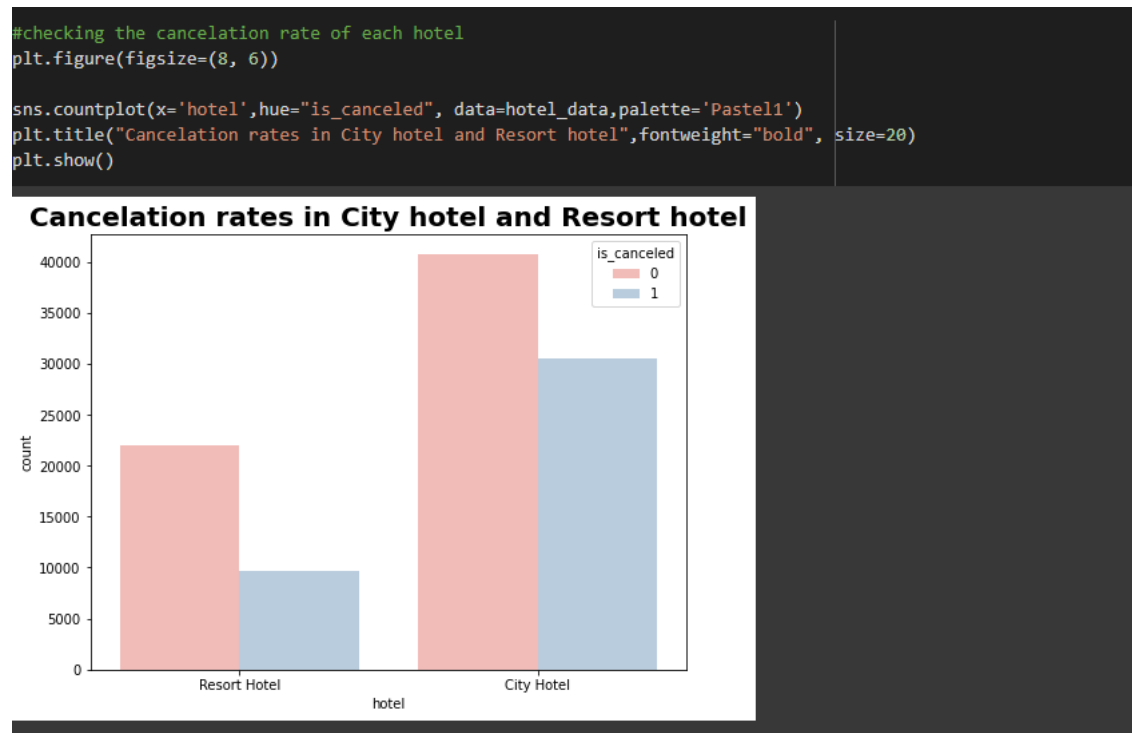 #checking the cancelation rate of each hotel
plt.figure(figsize=(8, 6))
sns.countplot(x='hotel',hue="is_canceled", data=hotel_data,palette='Pastel1')
plt.title("Cancelation rates in City hotel and Resort hotel",fontweight="bold", size=20)
plt.show()
Cancelation rates in City hotel and Resort hotel
is_canceled
0
1
40000
35000
30000
25000
20000
15000
10000
5000
0
count
Resort Hotel City Hotel
hotel